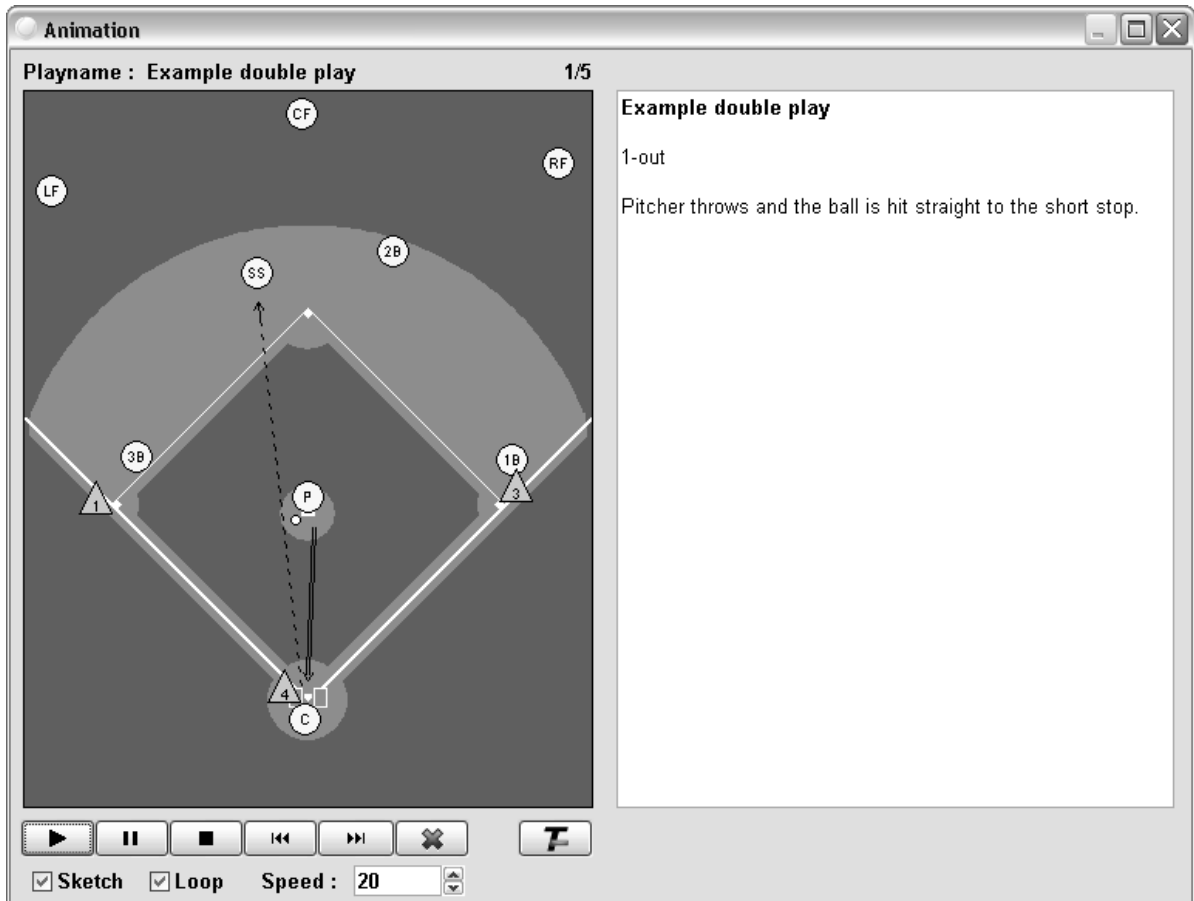 Animation
Playname : Example double play 1/5
CF
RF
LF
2B
SS
3B
1B
1
3
P
4
C
Example double play
1-out
Pitcher throws and the ball is hit straight to the short stop.
TF
Sketch Loop Speed : 20